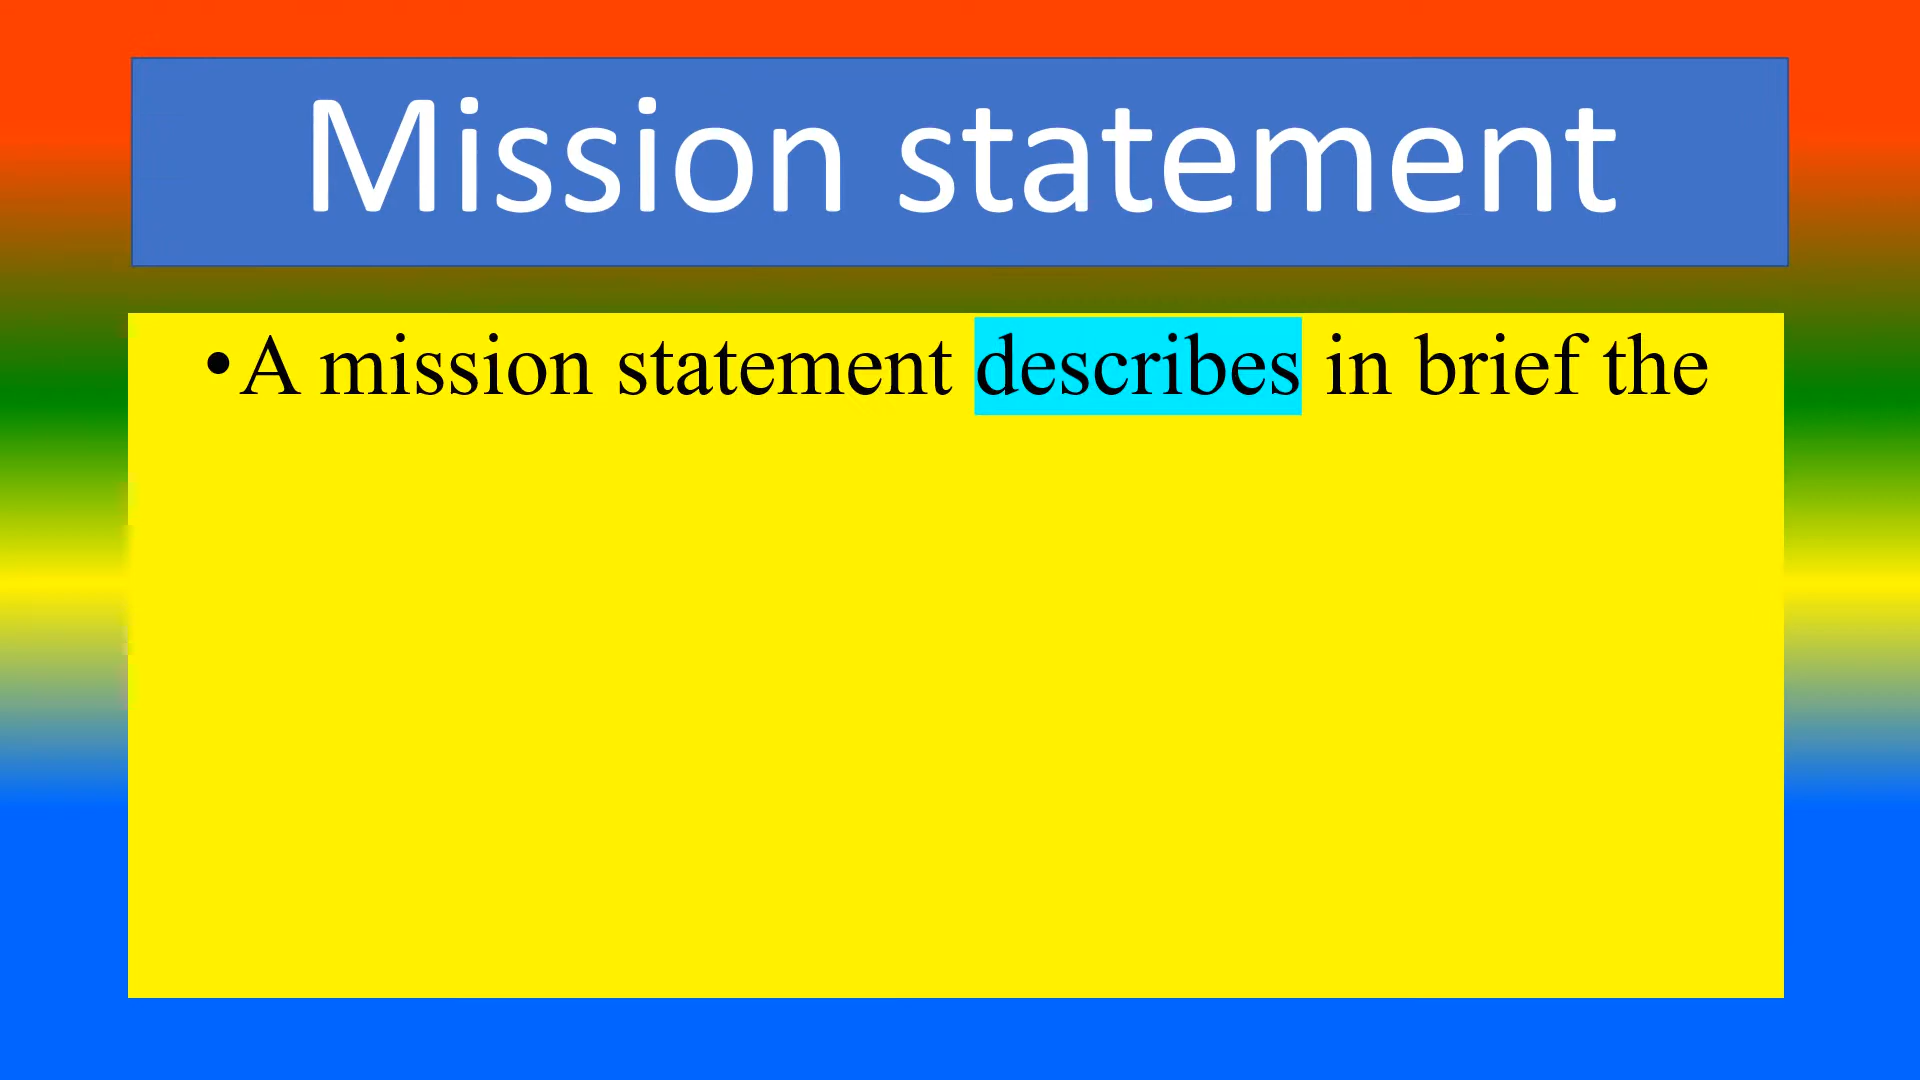 Mission statement
•A mission statement describes in brief the